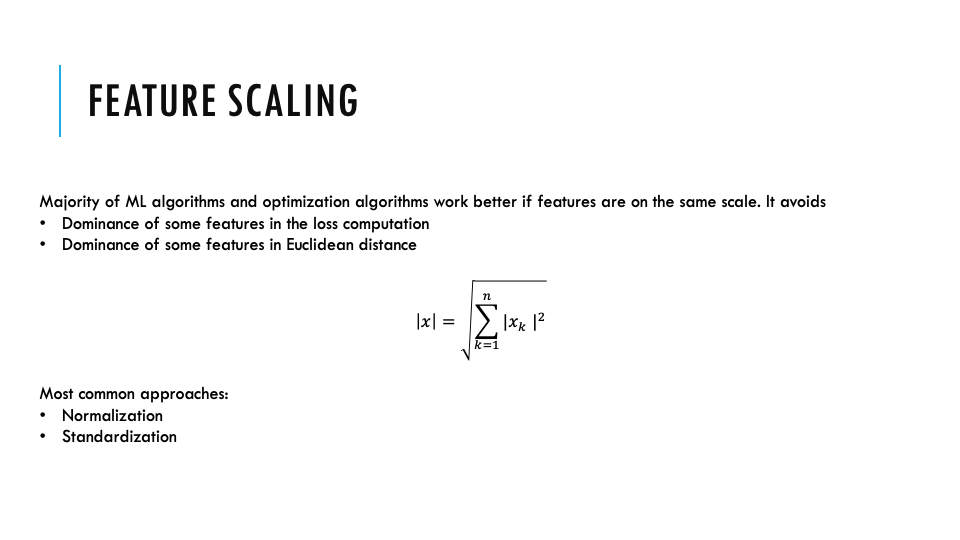 FEATURE SCALING
Majority of ML algorithms and optimization algorithms work better if features are on the same scale. It avoids
• Dominance of some features in the loss computation
• Dominance of some features in Euclidean distance
|x| = √(∑_{k=1}^{n} |x_k |²)
Most common approaches:
• Normalization
• Standardization